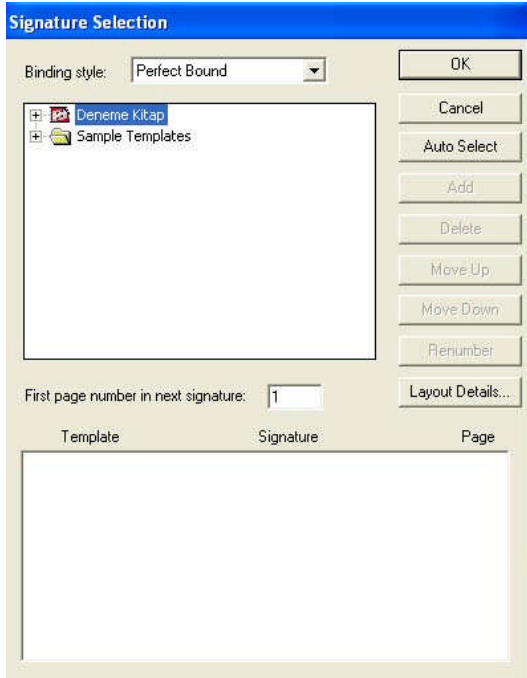 Signature Selection
Binding style: Perfect Bound
OK
Cancel
Auto Select
Add
Delete
Move Up
Move Down
Renumber
Layout Details...
Deneme Kitap
Sample Templates
First page number in next signature: 1
Template Signature Page